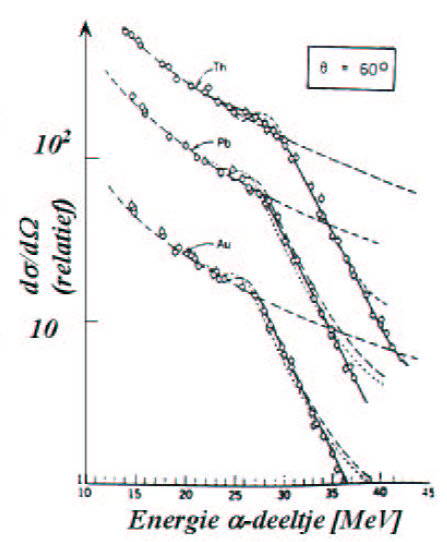 Th
θ = 60°
Pb
10²
Au
dσ/dΩ
(relatief)
10
10 15 20 25 30 35 40 45
Energie α-deeltje [MeV]